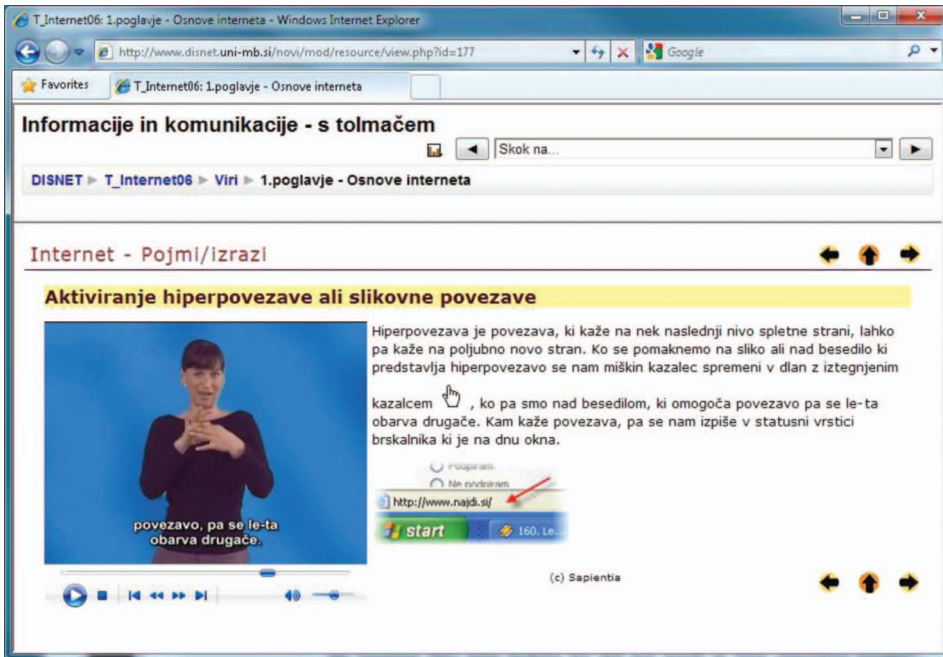 T_Internet06: 1.poglavje - Osnove interneta - Windows Internet Explorer
http://www.disnet.uni-mb.si/novi/mod/resource/view.php?id=177
Google
Favorites
T_Internet06: 1.poglavje - Osnove interneta
Informacije in komunikacije - s tolmačem
Skok na...
DISNET ► T_Internet06 ► Viri ► 1.poglavje - Osnove interneta
Internet - Pojmi/izrazi
Aktiviranje hiperpovezave ali slikovne povezave
Hiperpovezava je povezava, ki kaže na nek naslednji nivo spletne strani, lahko
pa kaže na poljubno novo stran. Ko se pomaknemo na sliko ali nad besedilo ki
predstavlja hiperpovezavo se nam miškin kazalec spremeni v dlan z iztegnjenim
kazalcem , ko pa smo nad besedilom, ki omogoča povezavo pa se le-ta
obarva drugače. Kam kaže povezava, pa se nam izpiše v statusni vrstici
brskalnika ki je na dnu okna.
povezavo, pa se le-ta
obarva drugače.
Podpiram.
Ne podpiram
http://www.najdi.si/
start
160. Le...
(c) Sapientia